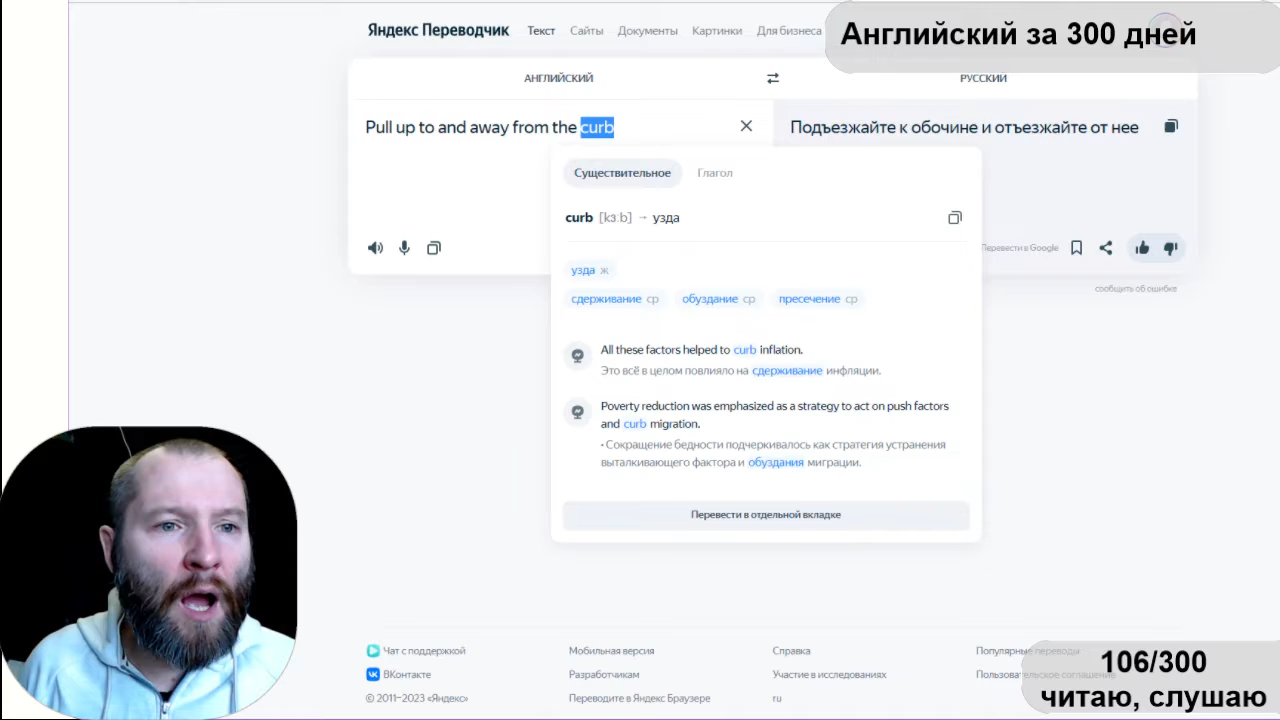 Яндекс Переводчик Текст Сайты Документы Картинки Для бизнеса
Английский за 300 дней
АНГЛИЙСКИЙ
РУССКИЙ
Pull up to and away from the curb
Подъезжайте к обочине и отъезжайте от нее
Существительное Глагол
curb [kɜːb] → узда
узда ж
сдерживание ср обуздание ср пресечение ср
All these factors helped to curb inflation.
Это всё в целом повлияло на сдерживание инфляции.
Poverty reduction was emphasized as a strategy to act on push factors
and curb migration.
• Сокращение бедности подчеркивалось как стратегия устранения
выталкивающего фактора и обуздания миграции.
Перевести в отдельной вкладке
Перевести в Google
сообщить об ошибке
Чат с поддержкой Мобильная версия Справка Популярные переводы
ВКонтакте Разработчикам Участие в исследованиях Пользовательское соглашение
© 2011–2023 «Яндекс» Переводите в Яндекс Браузере ru
106/300
читаю, слушаю